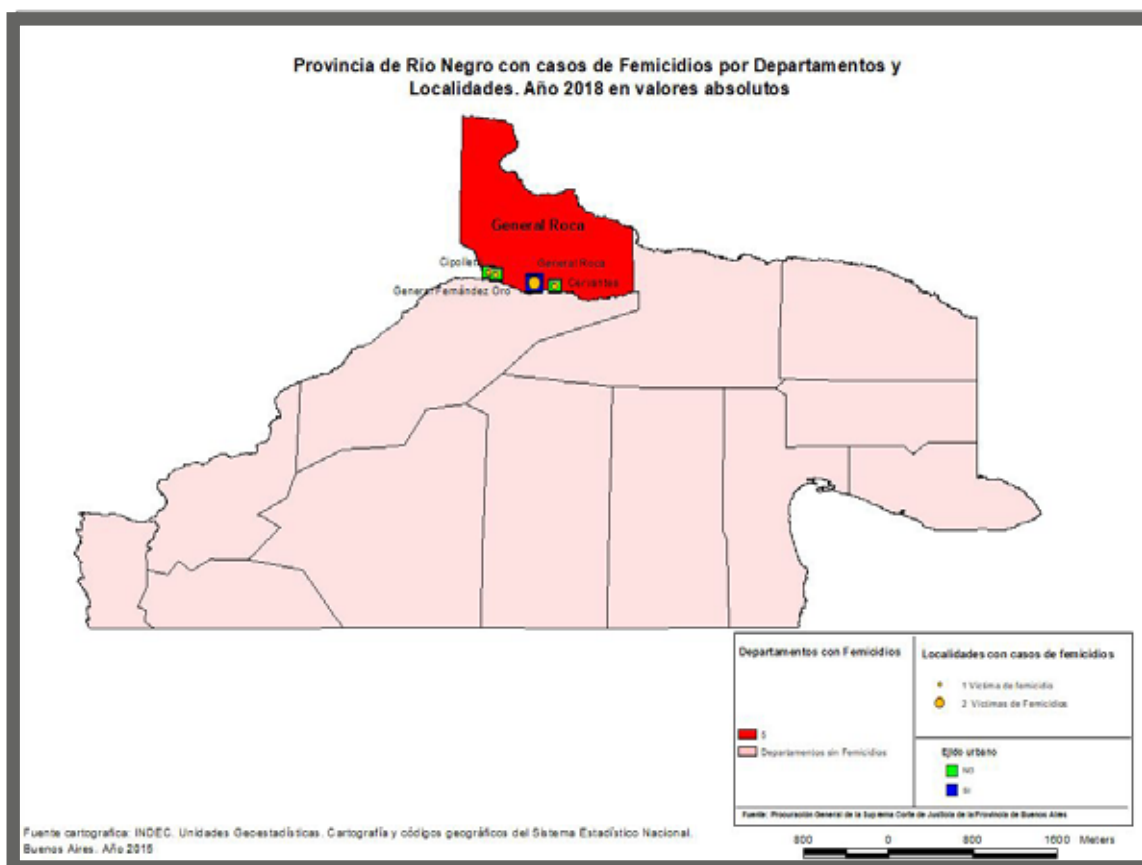 Provincia de Rio Negro con casos de Femicidios por Departamentos y
Localidades. Año 2018 en valores absolutos
General Roca
Cipolleti
General Roca
General Fernández Oro
Cervantes
Departamentos con Femicidios
5
Departamentos sin Femicidios
Localidades con casos de femicidios
1 Victima de femicidio
2 Victimas de Femicidios
Ejido urbano
NO
SI
Fuente: Procuración General de la Suprema Corte de Justicia de la Provincia de Buenos Aires
Fuente cartografica: INDEC. Unidades Geoestadísticas. Cartografía y códigos geográficos del Sistema Estadístico Nacional.
Buenos Aires. Año 2015
800 0 800 1600 Meters